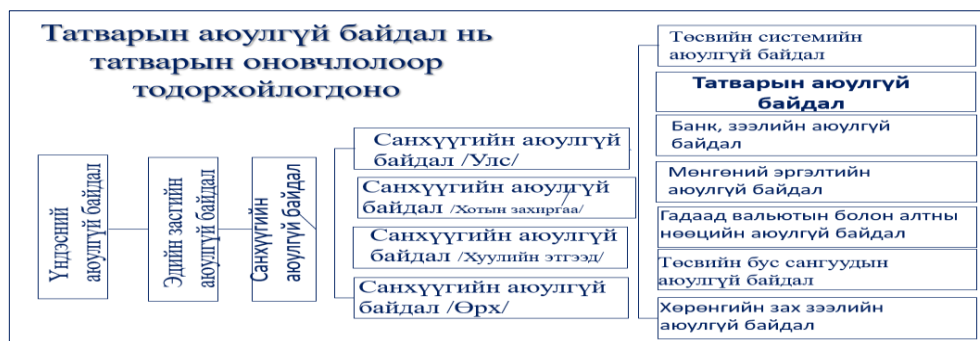 Татварын аюулгүй байдал нь
татварын оновчлолоор
тодорхойлогдоно
Үндэсний
аюулгүй байдал
Эдийн засгийн
аюулгүй байдал
Санхүүгийн
аюулгүй байдал
Санхүүгийн аюулгүй
байдал /Улс/
Санхүүгийн аюулгүй
байдал /Хотын захиргаа/
Санхүүгийн аюулгүй
байдал /Хуулийн этгээд/
Санхүүгийн аюулгүй
байдал /Өрх/
Төсвийн системийн
аюулгүй байдал
Татварын аюулгүй
байдал
Банк, зээлийн аюулгүй
байдал
Мөнгөний эргэлтийн
аюулгүй байдал
Гадаад вальютын болон алтны
нөөцийн аюулгүй байдал
Төсвийн бус сангуудын
аюулгүй байдал
Хөрөнгийн зах зээлийн
аюулгүй байдал